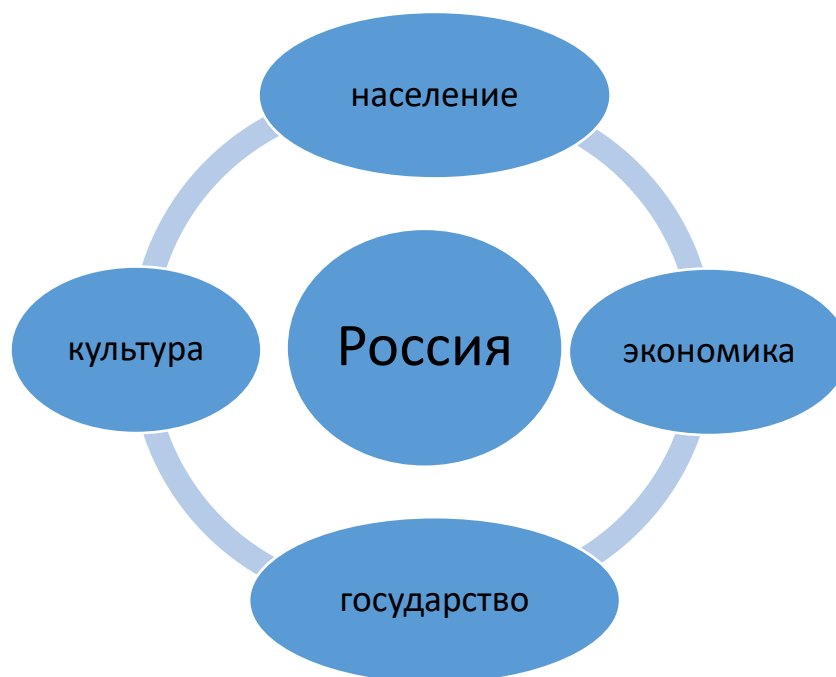 население
культура
Россия
экономика
государство